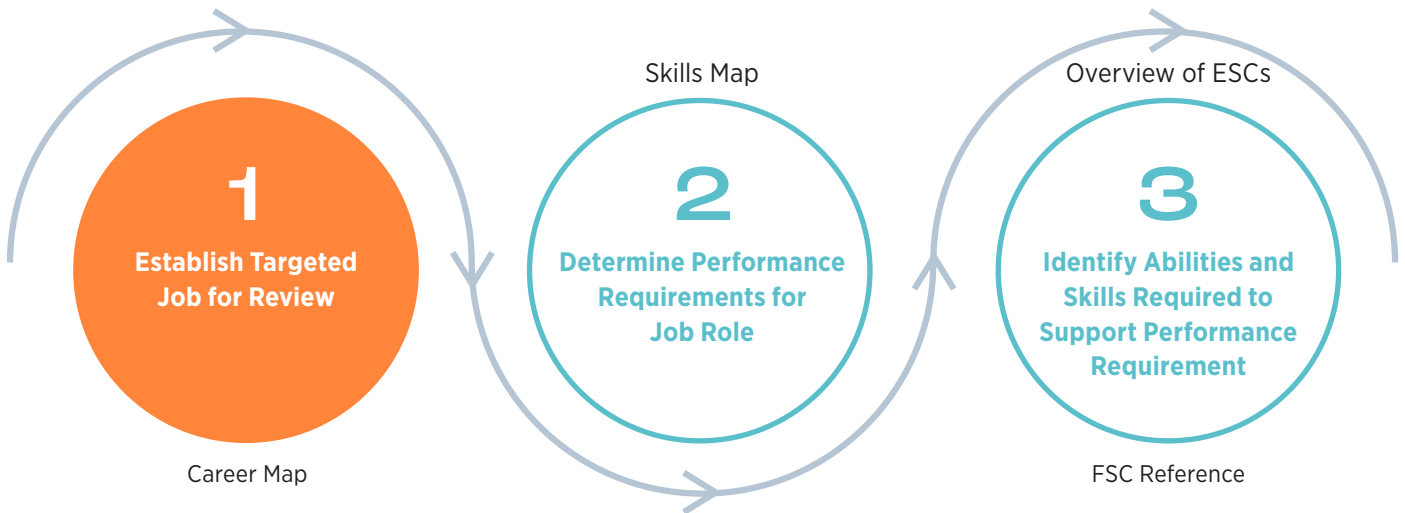 1
Establish Targeted
Job for Review
Career Map
Skills Map
2
Determine Performance
Requirements for
Job Role
Overview of ESCs
3
Identify Abilities and
Skills Required to
Support Performance
Requirement
FSC Reference